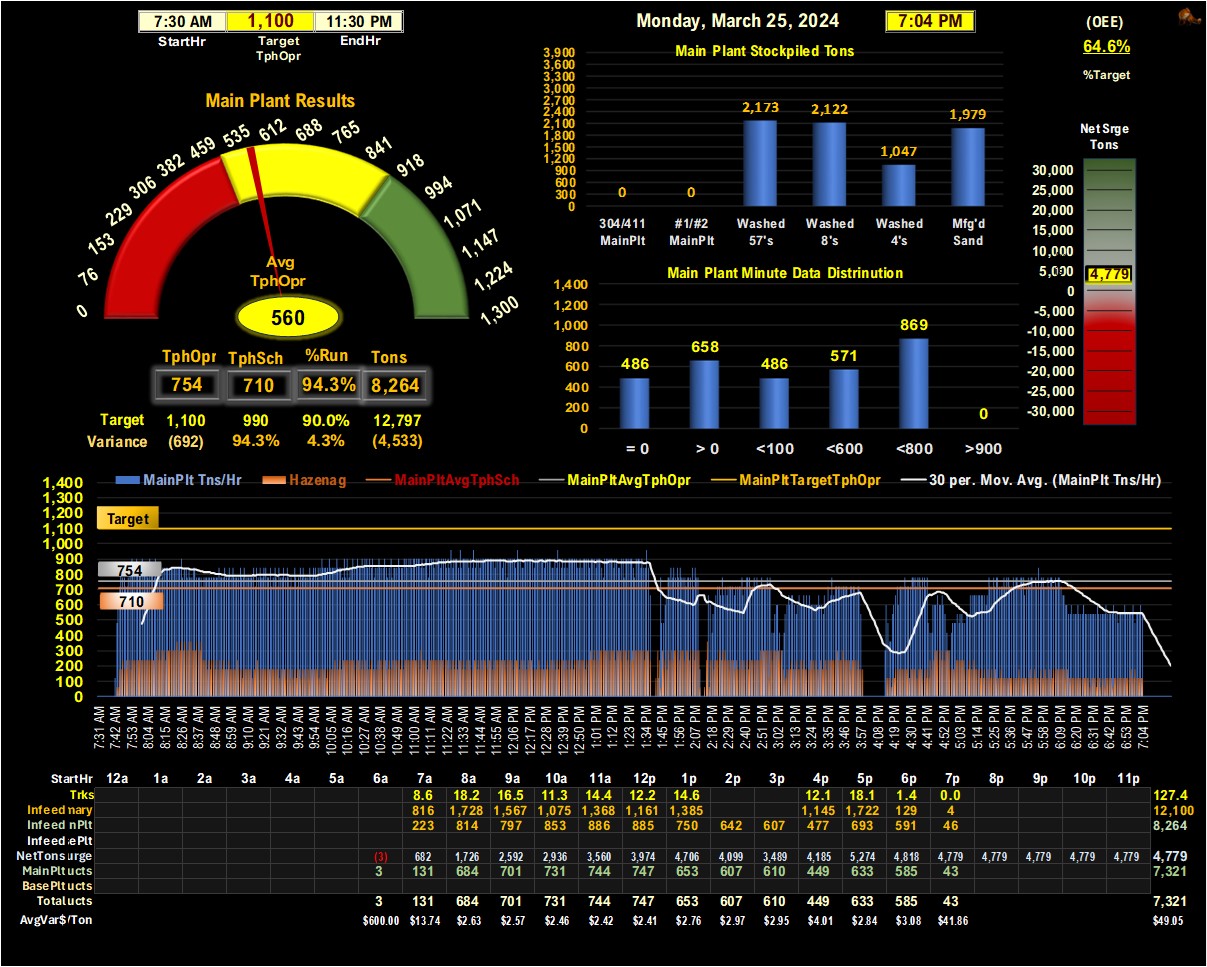 7:30 AM 1,100 11:30 PM
StartHr Target TphOpr EndHr
Monday, March 25, 2024 7:04 PM
(OEE)
64.6%
%Target
Main Plant Results
0 76 153 229 306 382 459 535 612 688 765 841 918 994 1,071 1,147 1,224 1,300
Avg
TphOpr
560
TphOpr TphSch %Run Tons
754 710 94.3% 8,264
Target 1,100 990 90.0% 12,797
Variance (692) 94.3% 4.3% (4,533)
Main Plant Stockpiled Tons
3,900
3,600
3,300
3,000
2,700
2,400
2,100
1,800
1,500
1,200
900
600
300
0
0 0 2,173 2,122 1,047 1,979
304/411 #1/#2 Washed Washed Washed Mfg'd
MainPlt MainPlt 57's 8's 4's Sand
Main Plant Minute Data Distrinution
1,400
1,200
1,000
800
600
400
200
0
486 658 486 571 869 0
= 0 > 0 <100 <600 <800 >900
Net Srge
Tons
30,000
25,000
20,000
15,000
10,000
5,000
0
-5,000
-10,000
-15,000
-20,000
-25,000
-30,000
4,779
MainPlt Tns/Hr Hazenag MainPltAvgTphSch MainPltAvgTphOpr MainPltTargetTphOpr 30 per. Mov. Avg. (MainPlt Tns/Hr)
1,400
1,300
1,200
1,100
1,000
900
800
700
600
500
400
300
200
100
0
Target
754
710
7:31 AM 7:42 AM 7:53 AM 8:04 AM 8:15 AM 8:26 AM 8:37 AM 8:48 AM 8:59 AM 9:10 AM 9:21 AM 9:32 AM 9:43 AM 9:54 AM 10:05 AM 10:16 AM 10:27 AM 10:38 AM 10:49 AM 11:00 AM 11:11 AM 11:22 AM 11:33 AM 11:44 AM 11:55 AM 12:06 PM 12:17 PM 12:28 PM 12:39 PM 12:50 PM 1:01 PM 1:12 PM 1:23 PM 1:34 PM 1:45 PM 1:56 PM 2:07 PM 2:18 PM 2:29 PM 2:40 PM 2:51 PM 3:02 PM 3:13 PM 3:24 PM 3:35 PM 3:46 PM 3:57 PM 4:08 PM 4:19 PM 4:30 PM 4:41 PM 4:52 PM 5:03 PM 5:14 PM 5:25 PM 5:36 PM 5:47 PM 5:58 PM 6:09 PM 6:20 PM 6:31 PM 6:42 PM 6:53 PM 7:04 PM
StartHr 12a 1a 2a 3a 4a 5a 6a 7a 8a 9a 10a 11a 12p 1p 2p 3p 4p 5p 6p 7p 8p 9p 10p 11p
Trks 8.6 18.2 16.5 11.3 14.4 12.2 14.6 12.1 18.1 1.4 0.0 127.4
Infeed nary 816 1,728 1,567 1,075 1,368 1,161 1,385 1,145 1,722 129 4 12,100
Infeed nPlt 223 814 797 853 886 885 750 642 607 477 693 591 46 8,264
Infeed ePlt
NetTons urge (3) 682 1,726 2,592 2,936 3,560 3,974 4,706 4,099 3,489 4,185 5,274 4,818 4,779 4,779 4,779 4,779 4,779 4,779
MainPlt ucts 3 131 684 701 731 744 747 653 607 610 449 633 585 43 7,321
BasePlt ucts
Total ucts 3 131 684 701 731 744 747 653 607 610 449 633 585 43 7,321
AvgVar$/Ton $600.00 $13.74 $2.63 $2.57 $2.46 $2.42 $2.41 $2.76 $2.97 $2.95 $4.01 $2.84 $3.08 $41.86 $49.05